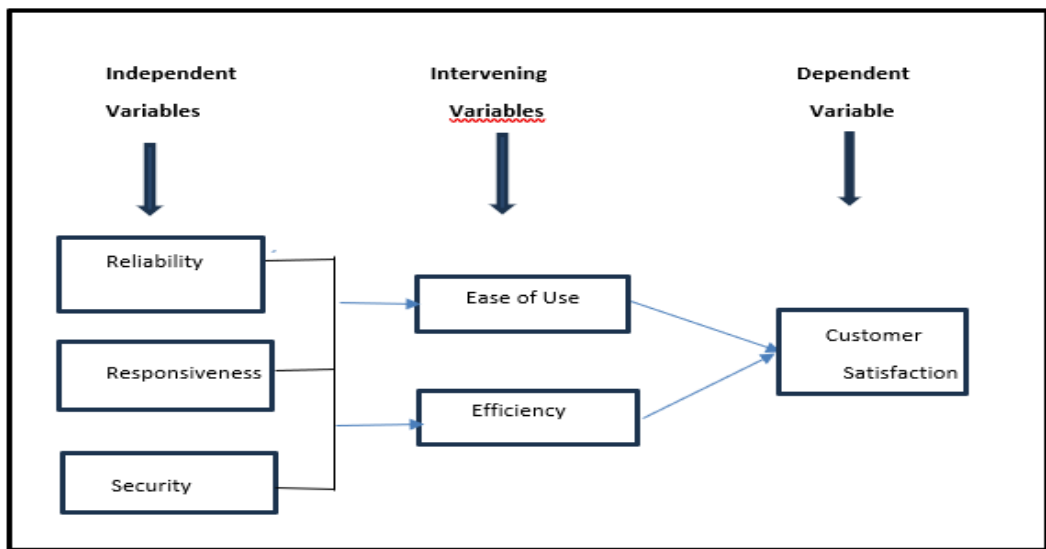 Independent
Variables
Intervening
Variables
Dependent
Variable
Reliability
Responsiveness
Security
Ease of Use
Efficiency
Customer
Satisfaction